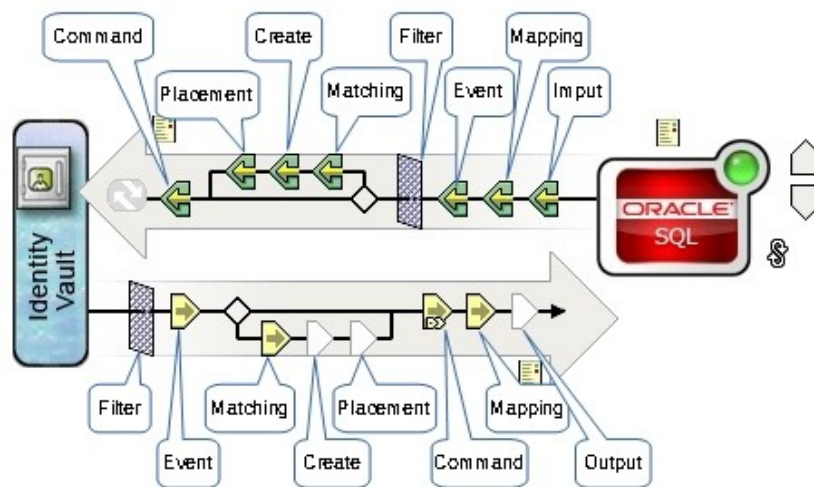 Command
Create
Filter
Mapping
Placement
Matching
Event
Imput
Identity
Vault
ORACLE
SQL
Filter
Matching
Placement
Mapping
Event
Create
Command
Output